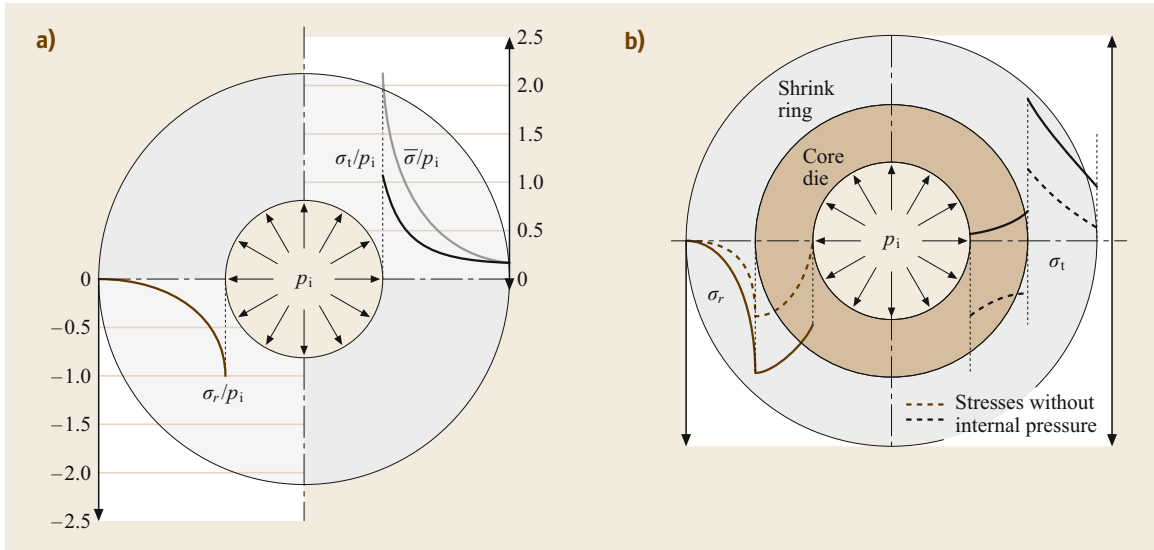 a)
2.5
2.0
1.5
1.0
0.5
0
σt/pi
σ̅/pi
pi
0
−0.5
−1.0
−1.5
−2.0
−2.5
σr/pi
b)
Shrink
ring
Core
die
pi
σr
σt
Stresses without
internal pressure